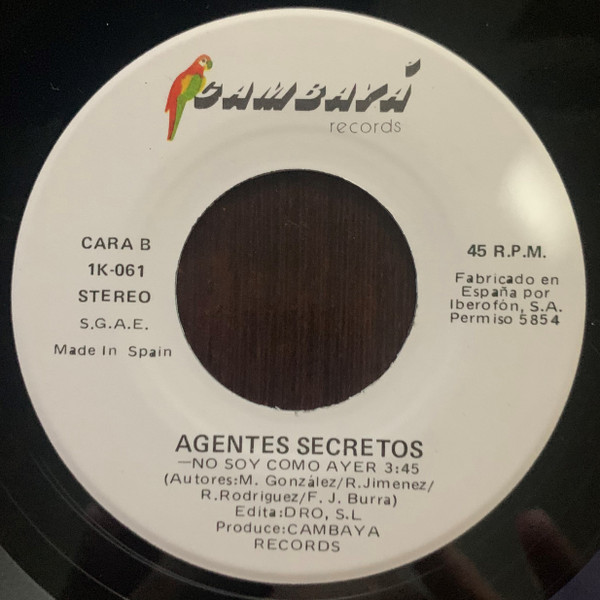 CAMBAYÁ
records
CARA B
1K-061
STEREO
S.G.A.E.
Made In Spain
45 R.P.M.
Fabricado en
España por
Iberofón, S.A.
Permiso 5854
AGENTES SECRETOS
—NO SOY COMO AYER 3:45
(Autores:M. González/R.Jimenez/
R.Rodriguez/F. J. Burra)
Edita:DRO, S.L
Produce:CAMBAYA
RECORDS